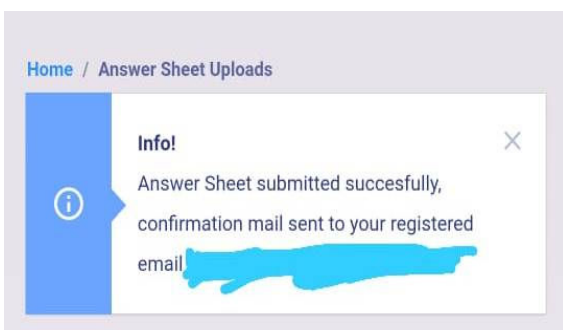 Home / Answer Sheet Uploads
Info!
Answer Sheet submitted succesfully,
confirmation mail sent to your registered
email